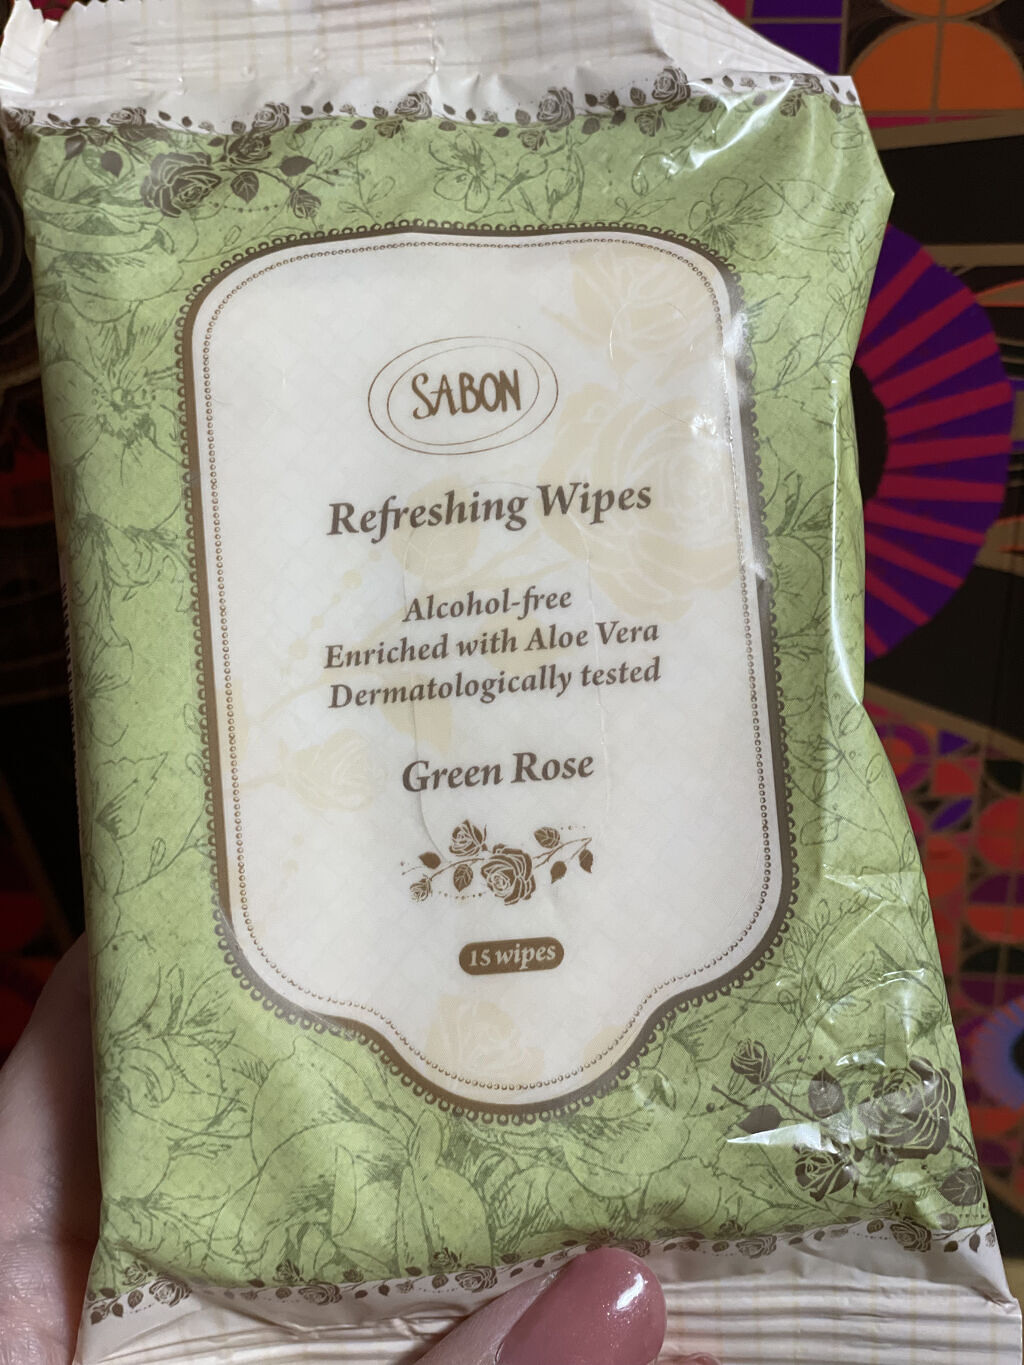 SABON
Refreshing Wipes
Alcohol-free
Enriched with Aloe Vera
Dermatologically tested
Green Rose
15 wipes